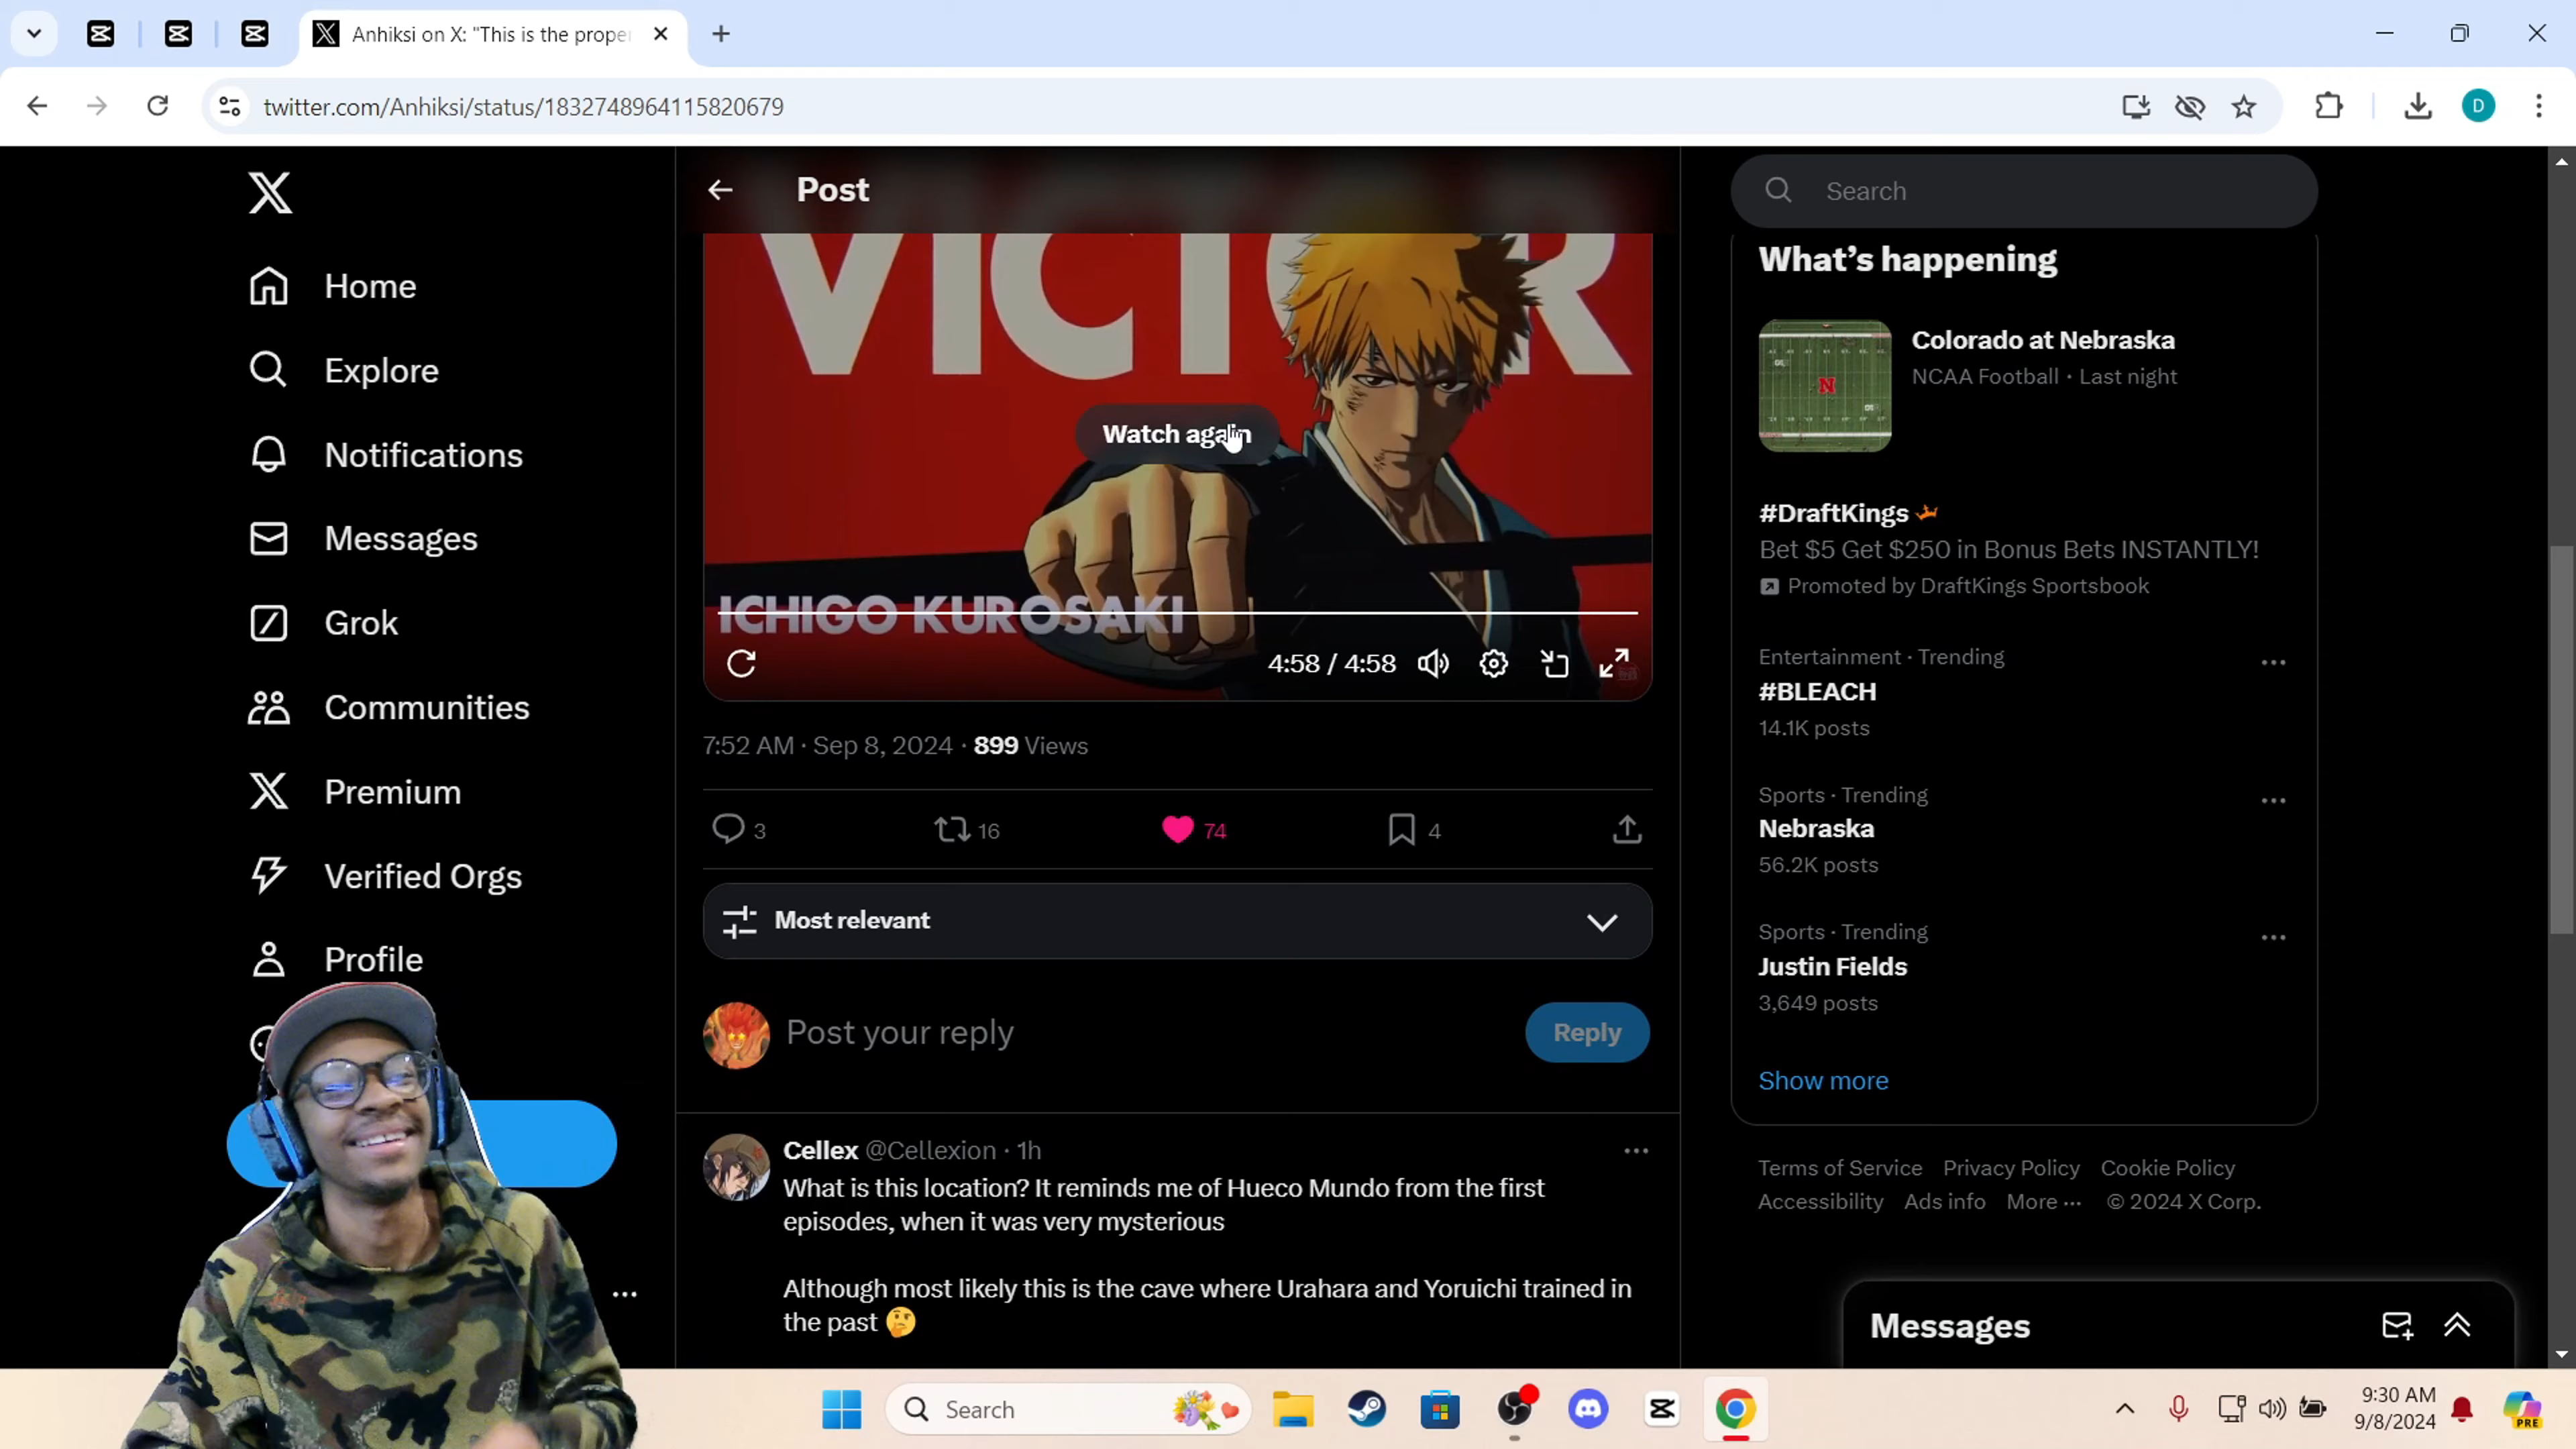 Anhiksi on X: "This is the prope
twitter.com/Anhiksi/status/1832748964115820679
D
Home
Explore
Notifications
Messages
Grok
Communities
Premium
Verified Orgs
Profile
Post
VICTOR
Watch again
ICHIGO KUROSAKI
4:58 / 4:58
7:52 AM · Sep 8, 2024 · 899 Views
3 16 74 4
Most relevant
Post your reply
Reply
Cellex @Cellexion · 1h
What is this location? It reminds me of Hueco Mundo from the first
episodes, when it was very mysterious
Although most likely this is the cave where Urahara and Yoruichi trained in
the past 🤔
Search
What's happening
N
Colorado at Nebraska
NCAA Football · Last night
#DraftKings
Bet $5 Get $250 in Bonus Bets INSTANTLY!
Promoted by DraftKings Sportsbook
Entertainment · Trending
#BLEACH
14.1K posts
Sports · Trending
Nebraska
56.2K posts
Sports · Trending
Justin Fields
3,649 posts
Show more
Terms of Service Privacy Policy Cookie Policy
Accessibility Ads info More ··· © 2024 X Corp.
Messages
Search
9:30 AM
9/8/2024
PRE